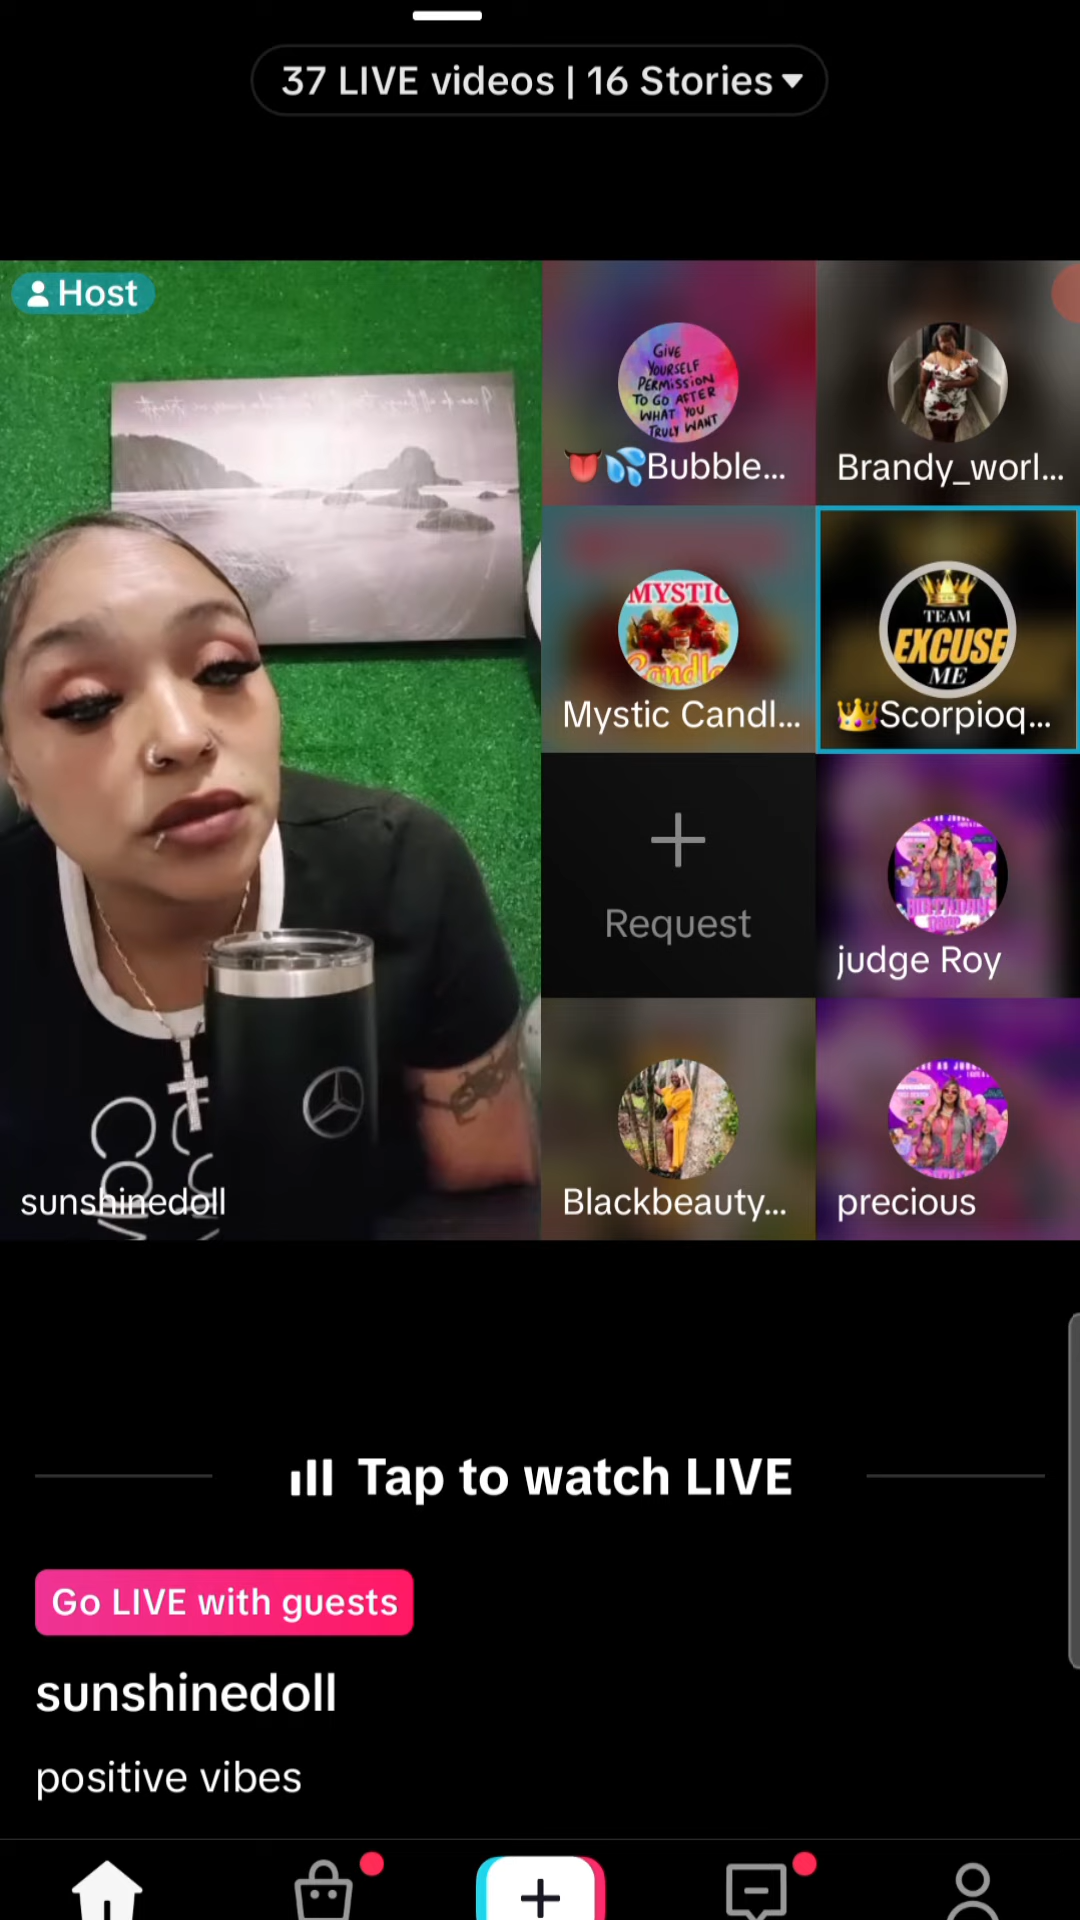 37 LIVE videos | 16 Stories
Host
GIVE
YOURSELF
PERMISSION
TO GO AFTER
WHAT YOU
TRULY WANT
👅💦Bubble...
Brandy_worl...
MYSTIC
Candle
Mystic Candl...
TEAM
EXCUSE
ME
👑Scorpioq...
Request
judge Roy
sunshinedoll
Blackbeauty...
precious
Tap to watch LIVE
Go LIVE with guests
sunshinedoll
positive vibes